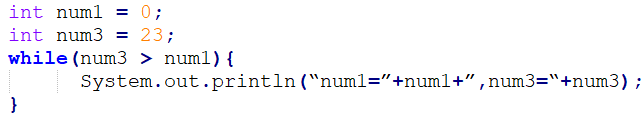 int num1 = 0;
int num3 = 23;
while(num3 > num1){
System.out.println(“num1=”+num1+”,num3=“+num3);
}